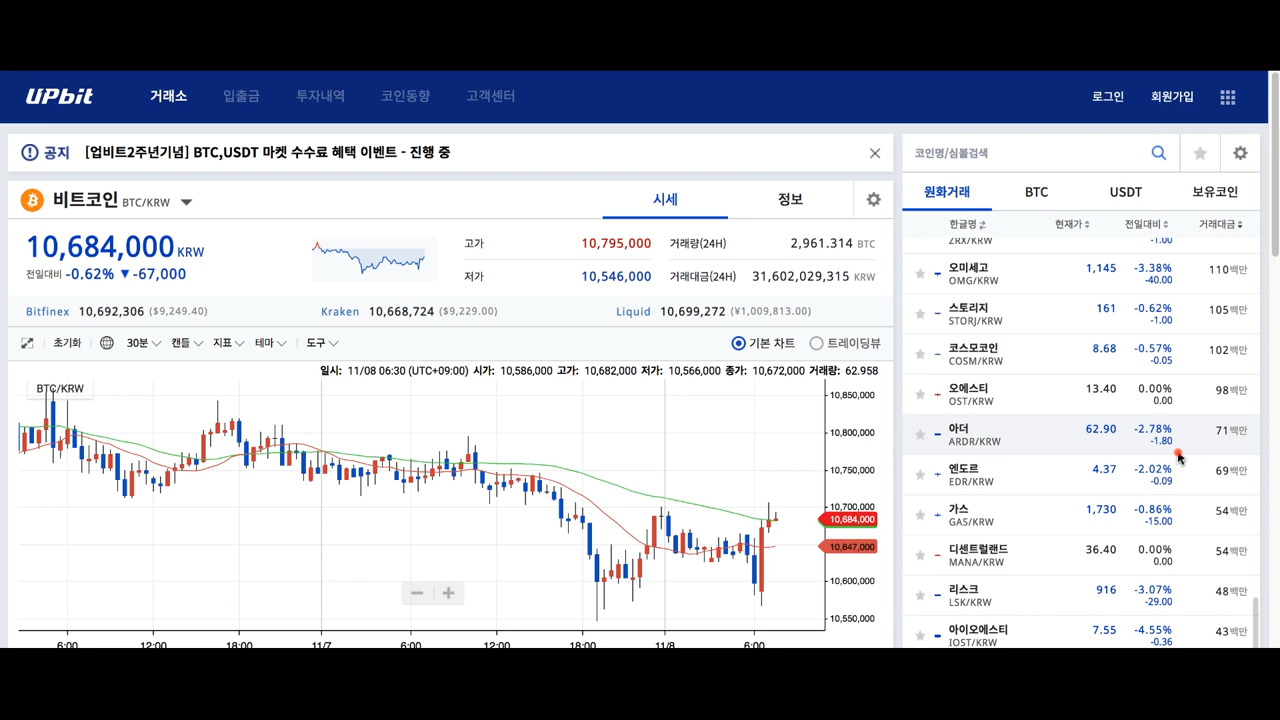 UPbit 거래소 입출금 투자내역 코인동향 고객센터 로그인 회원가입
공지 [업비트2주년기념] BTC,USDT 마켓 수수료 혜택 이벤트 - 진행 중
비트코인 BTC/KRW 시세 정보
10,684,000 KRW
전일대비 -0.62% ▼-67,000
고가 10,795,000 거래량(24H) 2,961.314 BTC
저가 10,546,000 거래대금(24H) 31,602,029,315 KRW
Bitfinex 10,692,306 ($9,249.40) Kraken 10,668,724 ($9,229.00) Liquid 10,699,272 (¥1,009,813.00)
초기화 30분 캔들 지표 테마 도구 기본 차트 트레이딩뷰
일시: 11/08 06:30 (UTC+09:00) 시가: 10,586,000 고가: 10,682,000 저가: 10,566,000 종가: 10,672,000 거래량: 62.958
BTC/KRW
10,850,000
10,800,000
10,750,000
10,700,000
10,684,000
10,647,000
10,600,000
10,550,000
6:00 12:00 18:00 11/7 6:00 12:00 18:00 11/8 6:00
코인명/심볼검색
원화거래 BTC USDT 보유코인
한글명 현재가 전일대비 거래대금
ZRX/KRW -1.00
오미세고 1,145 -3.38% 110백만
OMG/KRW -40.00
스토리지 161 -0.62% 105백만
STORJ/KRW -1.00
코스모코인 8.68 -0.57% 102백만
COSM/KRW -0.05
오에스티 13.40 0.00% 98백만
OST/KRW 0.00
아더 62.90 -2.78% 71백만
ARDR/KRW -1.80
엔도르 4.37 -2.02% 69백만
EDR/KRW -0.09
가스 1,730 -0.86% 54백만
GAS/KRW -15.00
디센트럴랜드 36.40 0.00% 54백만
MANA/KRW 0.00
리스크 916 -3.07% 48백만
LSK/KRW -29.00
아이오에스티 7.55 -4.55% 43백만
IOST/KRW -0.36